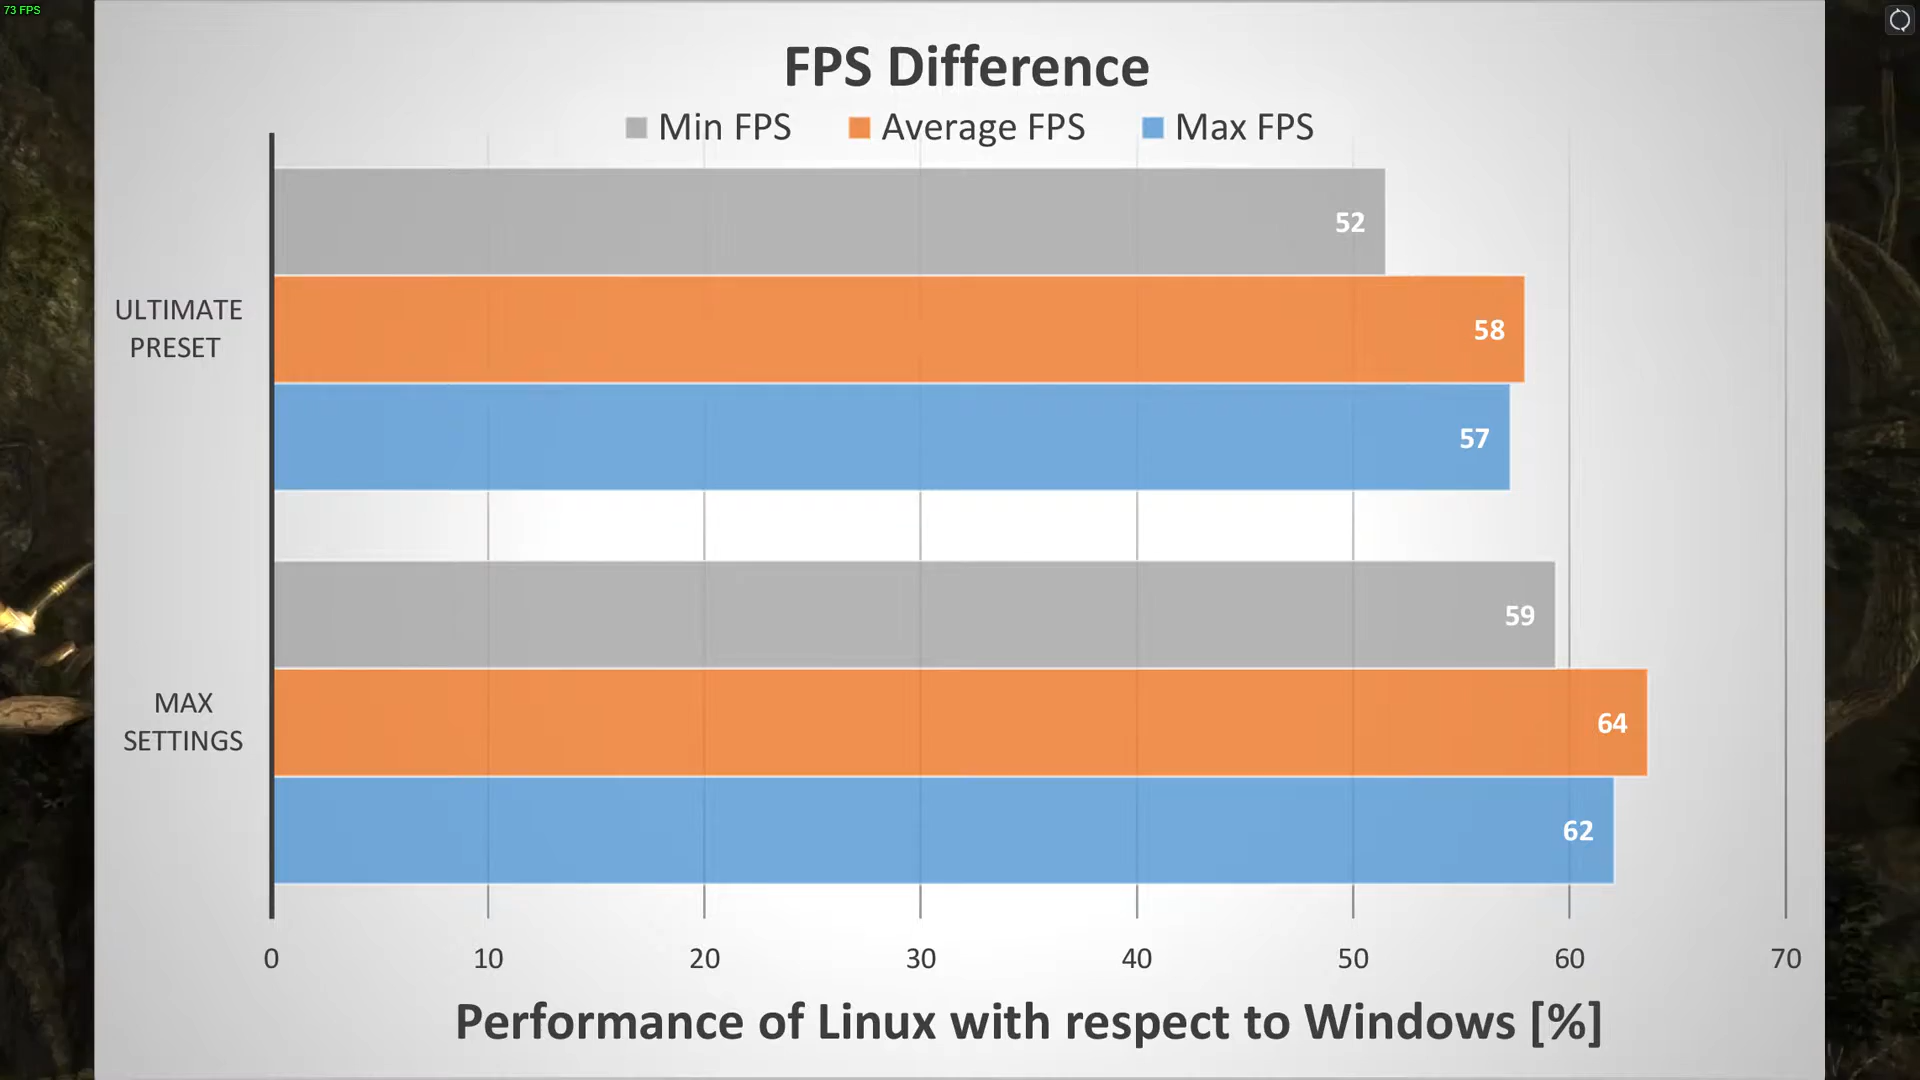 73 FPS
FPS Difference
Min FPS Average FPS Max FPS
52
ULTIMATE
PRESET
58
57
59
MAX
SETTINGS
64
62
0 10 20 30 40 50 60 70
Performance of Linux with respect to Windows [%]